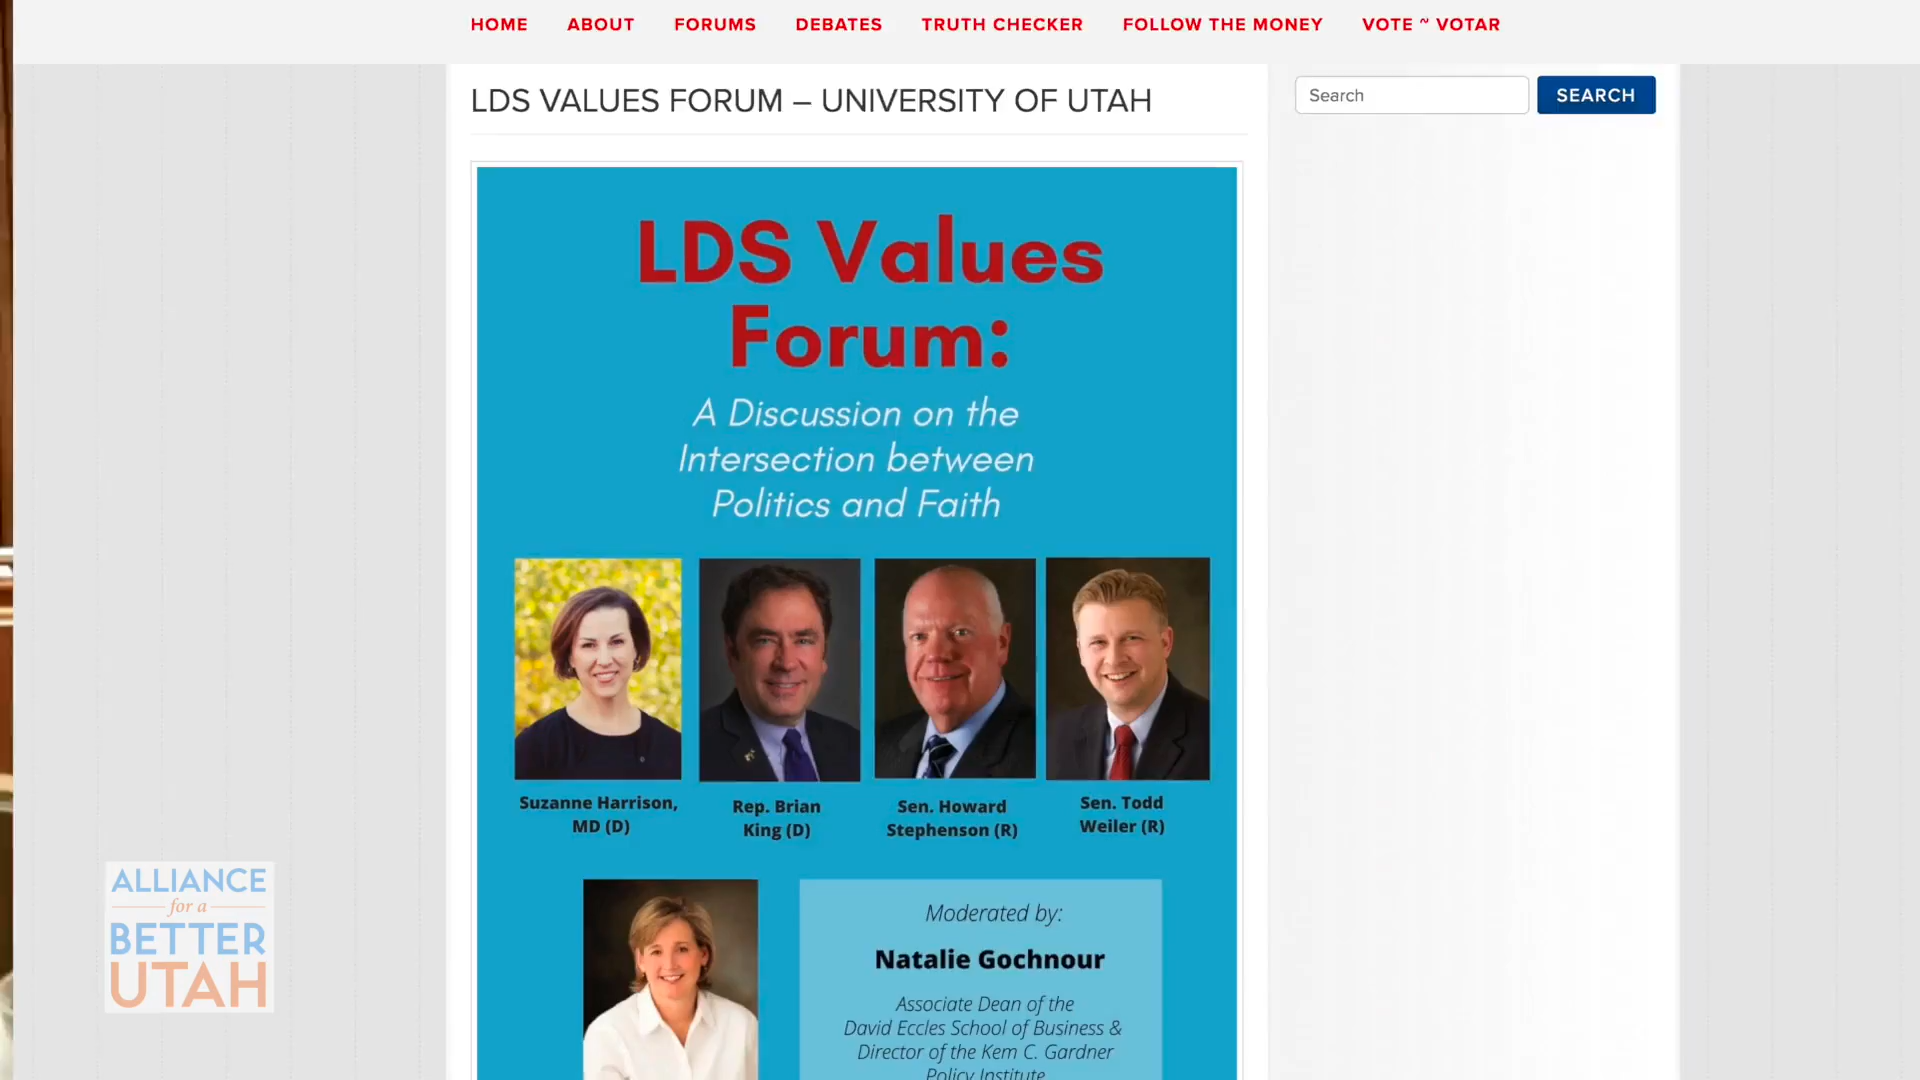 HOME ABOUT FORUMS DEBATES TRUTH CHECKER FOLLOW THE MONEY VOTE ~ VOTAR
LDS VALUES FORUM – UNIVERSITY OF UTAH
Search SEARCH
LDS Values
Forum:
A Discussion on the
Intersection between
Politics and Faith
Suzanne Harrison,
MD (D)
Rep. Brian
King (D)
Sen. Howard
Stephenson (R)
Sen. Todd
Weiler (R)
Moderated by:
Natalie Gochnour
Associate Dean of the
David Eccles School of Business &
Director of the Kem C. Gardner
Policy Institute
ALLIANCE
for a
BETTER
UTAH